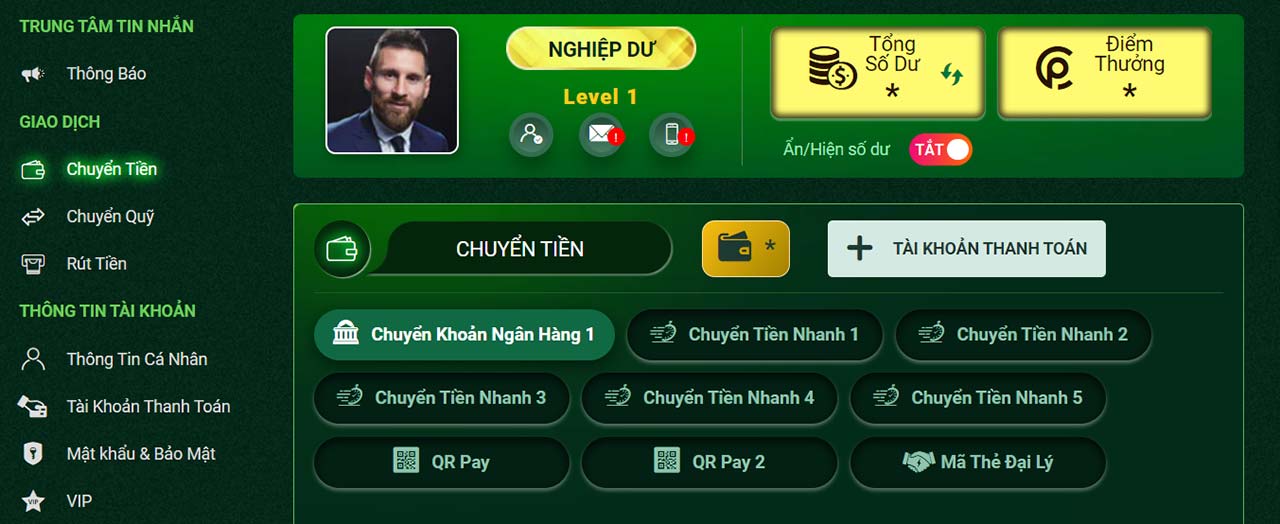 TRUNG TÂM TIN NHẮN
Thông Báo
GIAO DỊCH
Chuyển Tiền
Chuyển Quỹ
Rút Tiền
THÔNG TIN TÀI KHOẢN
Thông Tin Cá Nhân
Tài Khoản Thanh Toán
Mật khẩu & Bảo Mật
VIP
VIP
NGHIỆP DƯ
Level 1
!
!
Tổng
Số Dư
*
Điểm
Thưởng
*
Ẩn/Hiện số dư
TẮT
CHUYỂN TIỀN
*
+ TÀI KHOẢN THANH TOÁN
Chuyển Khoản Ngân Hàng 1
Chuyển Tiền Nhanh 1
Chuyển Tiền Nhanh 2
Chuyển Tiền Nhanh 3
Chuyển Tiền Nhanh 4
Chuyển Tiền Nhanh 5
QR Pay
QR Pay 2
Mã Thẻ Đại Lý